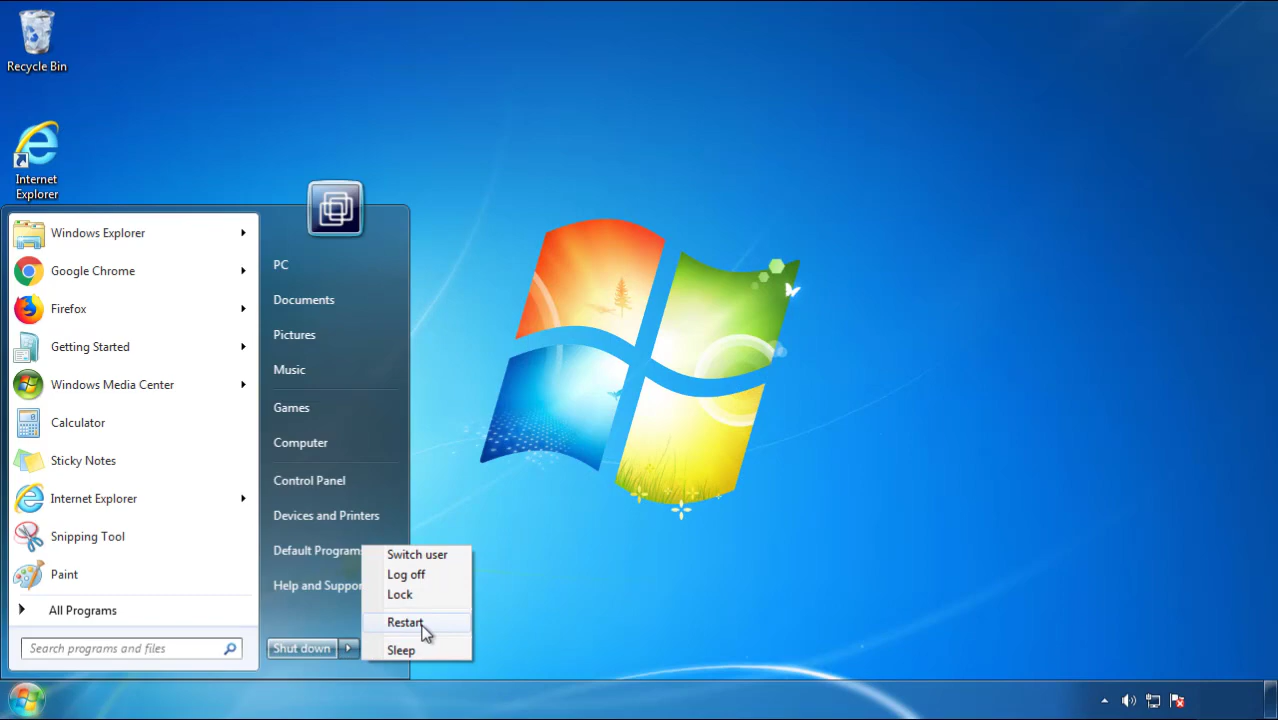 Recycle Bin
Internet
Explorer
Windows Explorer
Google Chrome
Firefox
Getting Started
Windows Media Center
Calculator
Sticky Notes
Internet Explorer
Snipping Tool
Paint
All Programs
Search programs and files
PC
Documents
Pictures
Music
Games
Computer
Control Panel
Devices and Printers
Default Program
Help and Suppor
Shut down
Switch user
Log off
Lock
Restart
Sleep